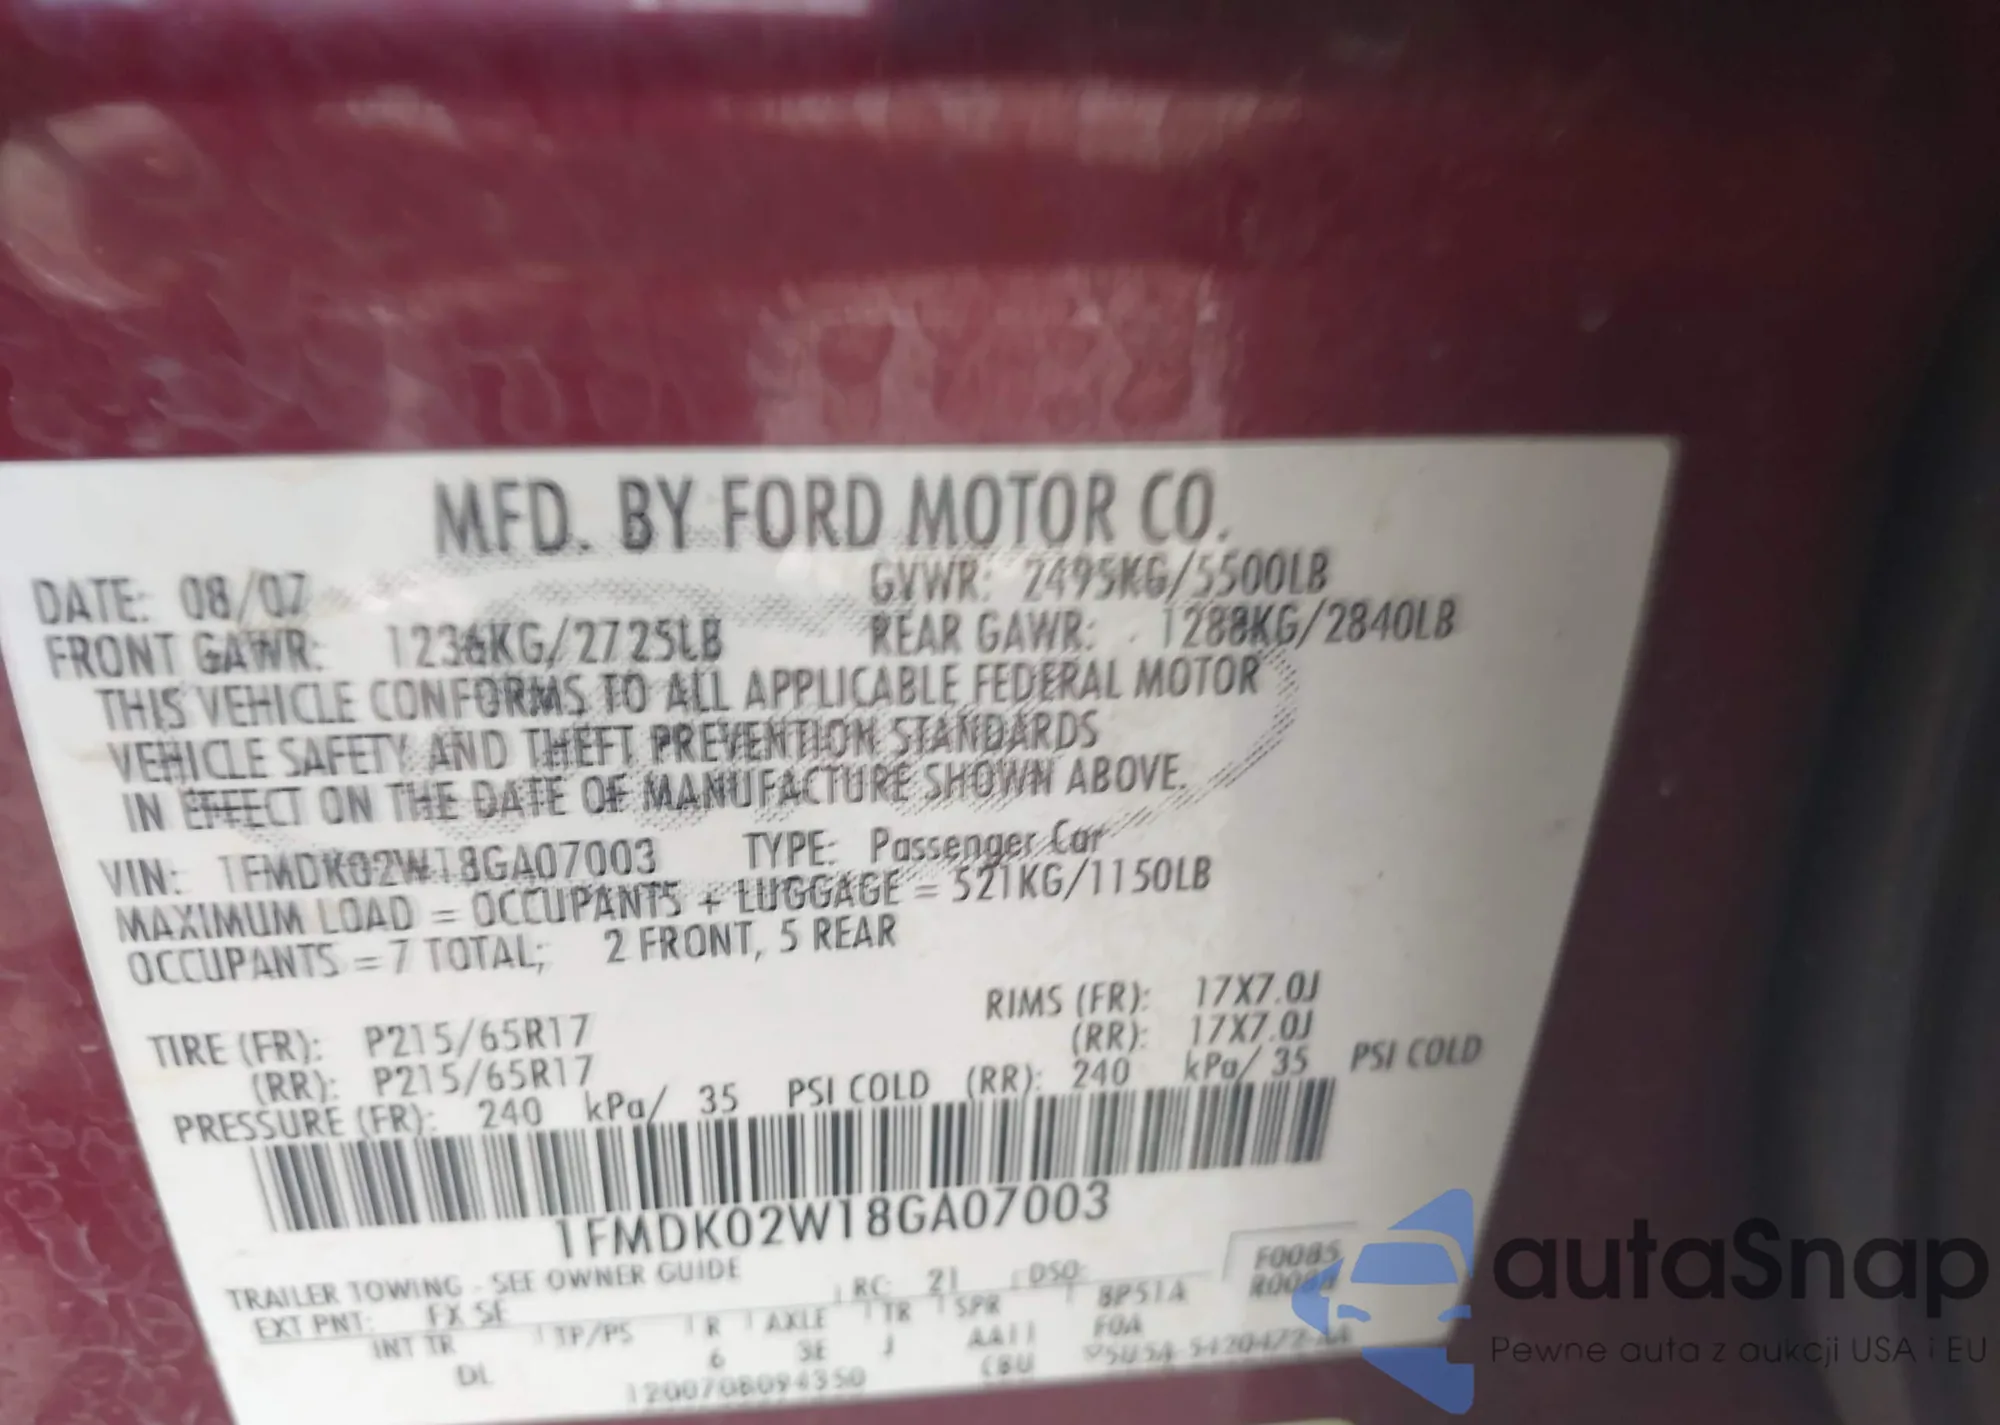 MFD. BY FORD MOTOR CO.
DATE: 08/07 GVWR: 2495KG/5500LB
FRONT GAWR: 1236KG/2725LB REAR GAWR: 1288KG/2840LB
THIS VEHICLE CONFORMS TO ALL APPLICABLE FEDERAL MOTOR
VEHICLE SAFETY AND THEFT PREVENTION STANDARDS
IN EFFECT ON THE DATE OF MANUFACTURE SHOWN ABOVE.
VIN: 1FMDK02W18GA07003 TYPE: Passenger Car
MAXIMUM LOAD = OCCUPANTS + LUGGAGE = 521KG/1150LB
OCCUPANTS = 7 TOTAL; 2 FRONT, 5 REAR
RIMS (FR): 17X7.0J
TIRE (FR): P215/65R17 (RR): 17X7.0J
(RR): P215/65R17
PRESSURE (FR): 240 kPa/ 35 PSI COLD (RR): 240 kPa/ 35 PSI COLD
1FMDK02W18GA07003
TRAILER TOWING - SEE OWNER GUIDE
EXT PNT: FX SE RC: 21 DSO: F0085
INT TR TP/PS R AXLE TR SPR 8P51A
DL 6 3E J AA11 F0A
1200708094350 CBU
autaSnap
Pewne auta z aukcji USA i EU